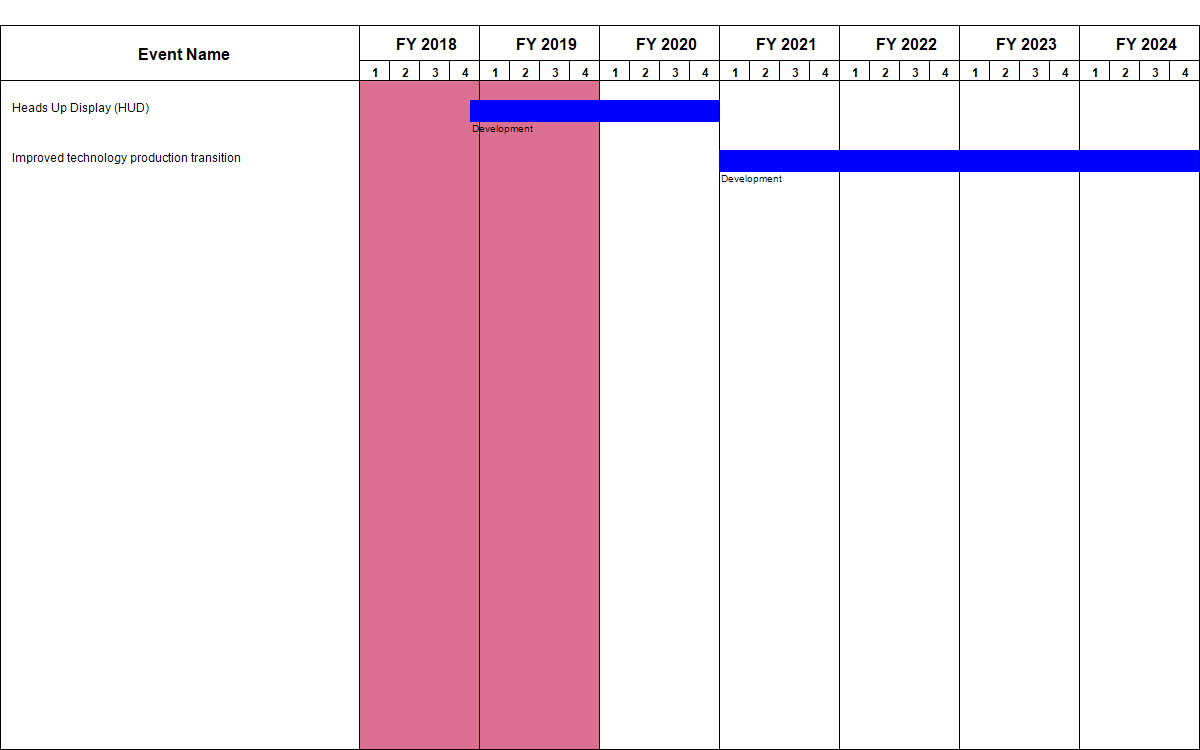 Event Name
FY 2018 FY 2019 FY 2020 FY 2021 FY 2022 FY 2023 FY 2024
1 2 3 4 1 2 3 4 1 2 3 4 1 2 3 4 1 2 3 4 1 2 3 4 1 2 3 4
Heads Up Display (HUD)
Development
Improved technology production transition
Development